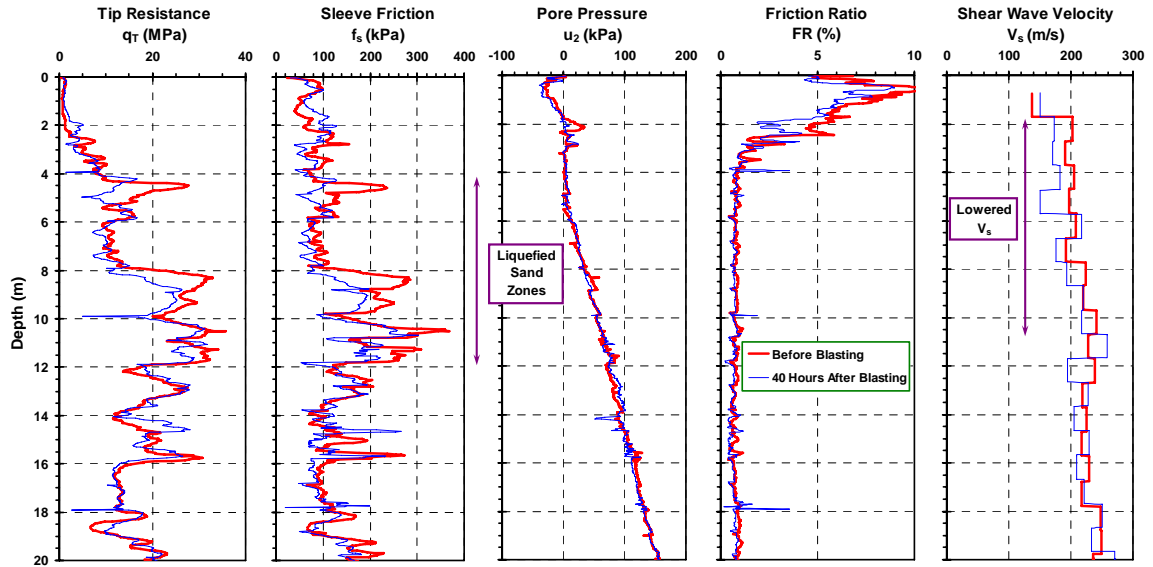 Tip Resistance
qT (MPa)
Sleeve Friction
fs (kPa)
Pore Pressure
u2 (kPa)
Friction Ratio
FR (%)
Shear Wave Velocity
Vs (m/s)
0 20 40
0 100 200 300 400
-100 0 100 200
0 5 10
0 100 200 300
0
2
4
6
8
10
12
14
16
18
20
Depth (m)
Liquefied
Sand
Zones
Lowered
Vs
Before Blasting
40 Hours After Blasting